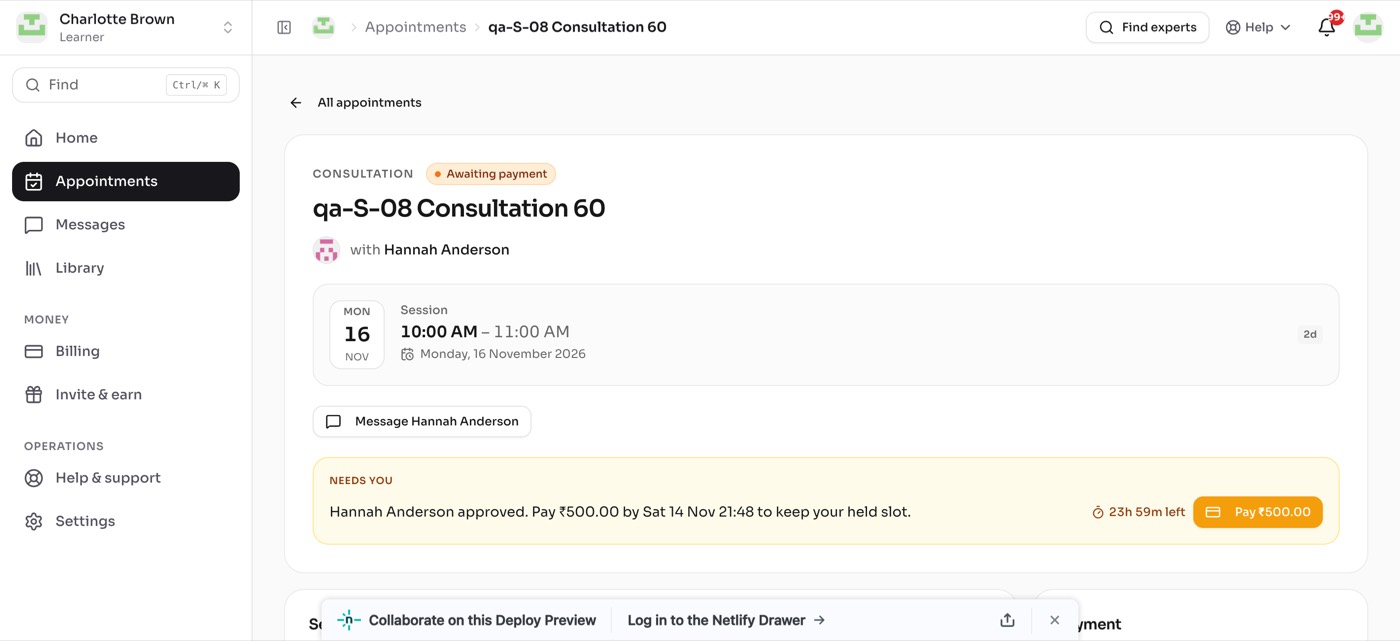 Charlotte Brown
Learner
Appointments
qa-S-08 Consultation 60
Find experts
Help
99+
Find
Ctrl/⌘ K
Home
Appointments
Messages
Library
MONEY
Billing
Invite & earn
OPERATIONS
Help & support
Settings
All appointments
CONSULTATION
Awaiting payment
qa-S-08 Consultation 60
with Hannah Anderson
MON
16
NOV
Session
10:00 AM – 11:00 AM
Monday, 16 November 2026
2d
Message Hannah Anderson
NEEDS YOU
Hannah Anderson approved. Pay ₹500.00 by Sat 14 Nov 21:48 to keep your held slot.
23h 59m left
Pay ₹500.00
Collaborate on this Deploy Preview
Log in to the Netlify Drawer →